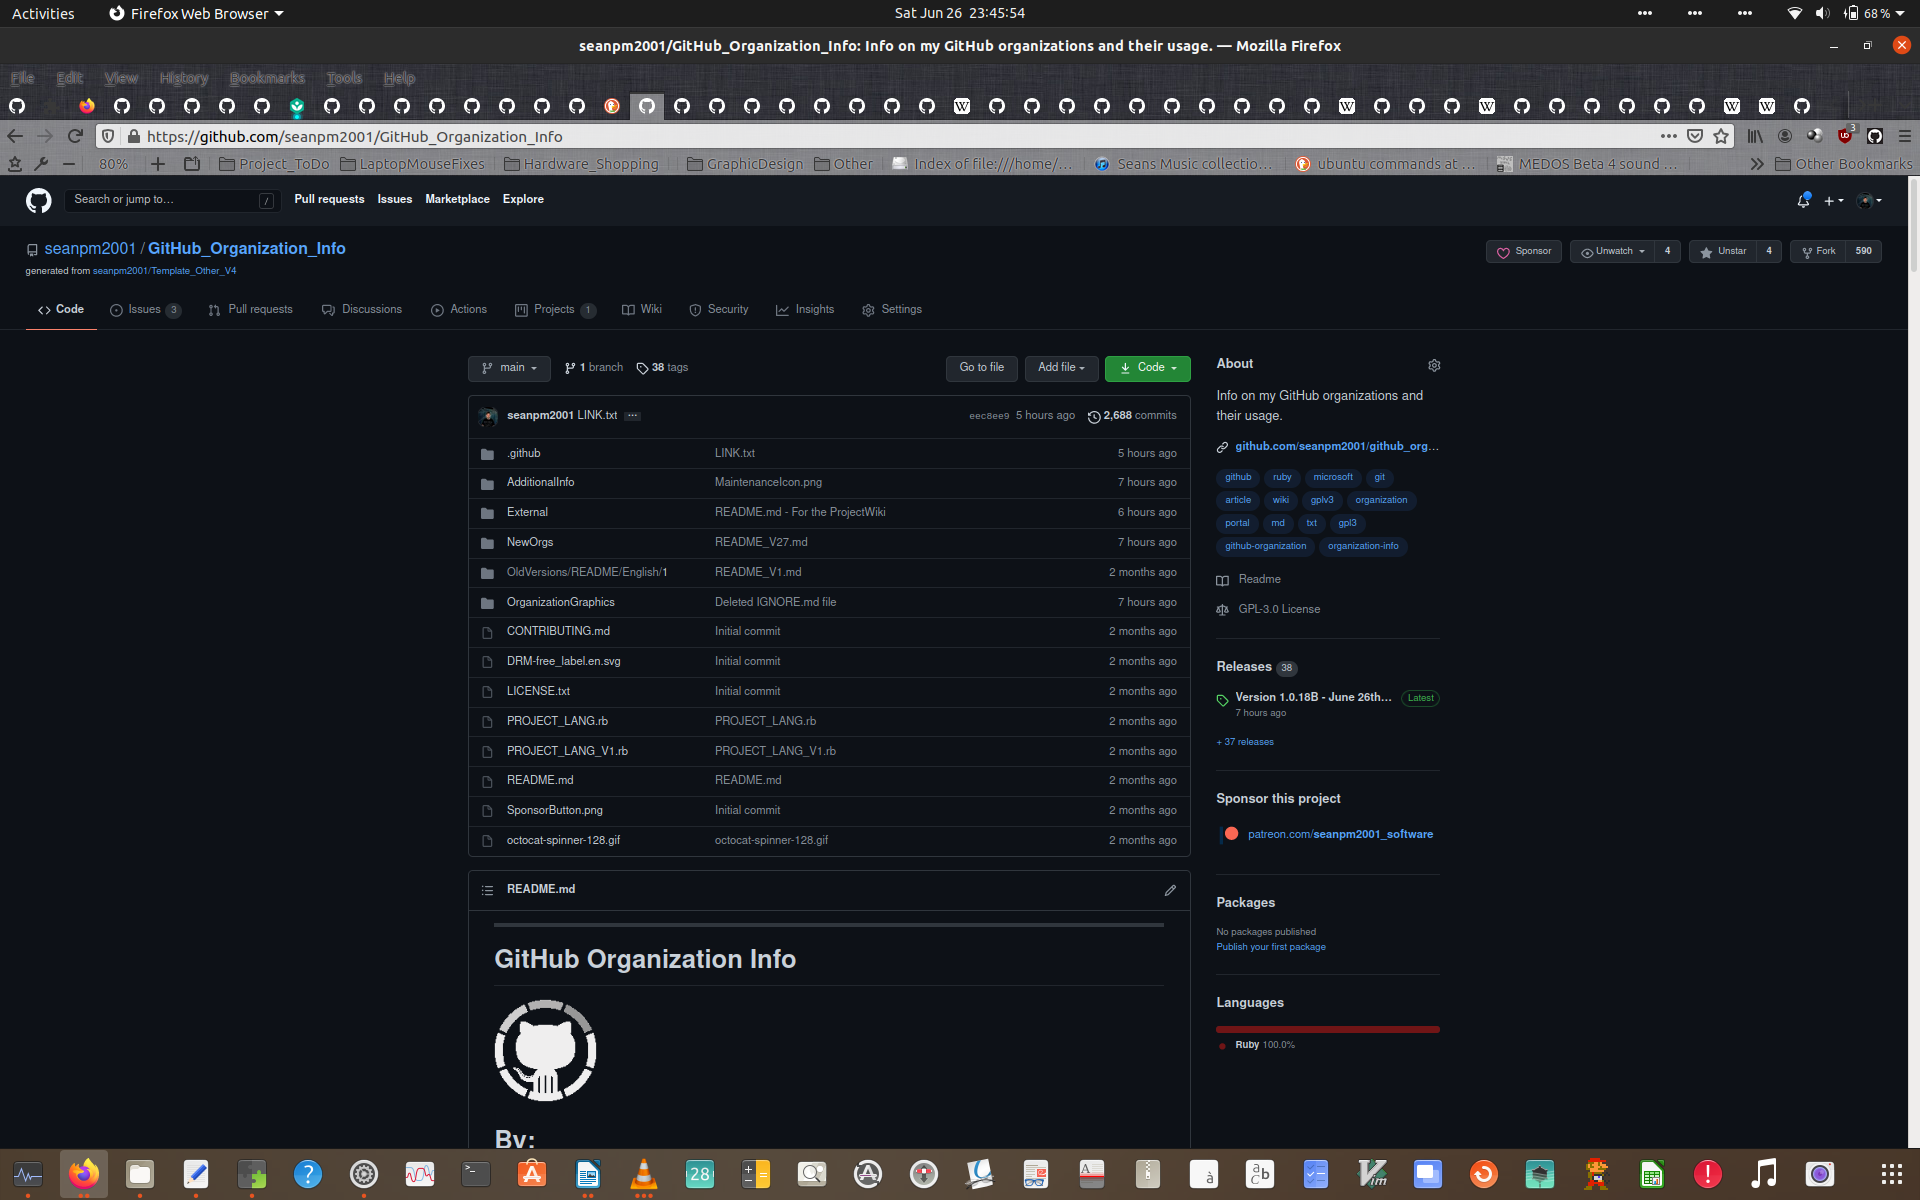 Activities Firefox Web Browser Sat Jun 26 23:45:54 68 %
seanpm2001/GitHub_Organization_Info: Info on my GitHub organizations and their usage. — Mozilla Firefox
File Edit View History Bookmarks Tools Help
https://github.com/seanpm2001/GitHub_Organization_Info 3
80% Project_ToDo LaptopMouseFixes Hardware_Shopping GraphicDesign Other Index of file:///home/... Seans Music collectio... ubuntu commands at ... MEDOS Beta 4 sound ... Other Bookmarks
Search or jump to... / Pull requests Issues Marketplace Explore
seanpm2001 / GitHub_Organization_Info Sponsor Unwatch 4 Unstar 4 Fork 590
generated from seanpm2001/Template_Other_V4
Code Issues 3 Pull requests Discussions Actions Projects 1 Wiki Security Insights Settings
main 1 branch 38 tags Go to file Add file Code
seanpm2001 LINK.txt ... eec8ee9 5 hours ago 2,688 commits
.github LINK.txt 5 hours ago
AdditionalInfo MaintenanceIcon.png 7 hours ago
External README.md - For the ProjectWiki 6 hours ago
NewOrgs README_V27.md 7 hours ago
OldVersions/README/English/1 README_V1.md 2 months ago
OrganizationGraphics Deleted IGNORE.md file 7 hours ago
CONTRIBUTING.md Initial commit 2 months ago
DRM-free_label.en.svg Initial commit 2 months ago
LICENSE.txt Initial commit 2 months ago
PROJECT_LANG.rb PROJECT_LANG.rb 2 months ago
PROJECT_LANG_V1.rb PROJECT_LANG_V1.rb 2 months ago
README.md README.md 2 months ago
SponsorButton.png Initial commit 2 months ago
octocat-spinner-128.gif octocat-spinner-128.gif 2 months ago
README.md
GitHub Organization Info
By:
About
Info on my GitHub organizations and
their usage.
github.com/seanpm2001/github_org...
github ruby microsoft git
article wiki gplv3 organization
portal md txt gpl3
github-organization organization-info
Readme
GPL-3.0 License
Releases 38
Version 1.0.18B - June 26th... Latest
7 hours ago
+ 37 releases
Sponsor this project
patreon.com/seanpm2001_software
Packages
No packages published
Publish your first package
Languages
Ruby 100.0%
28